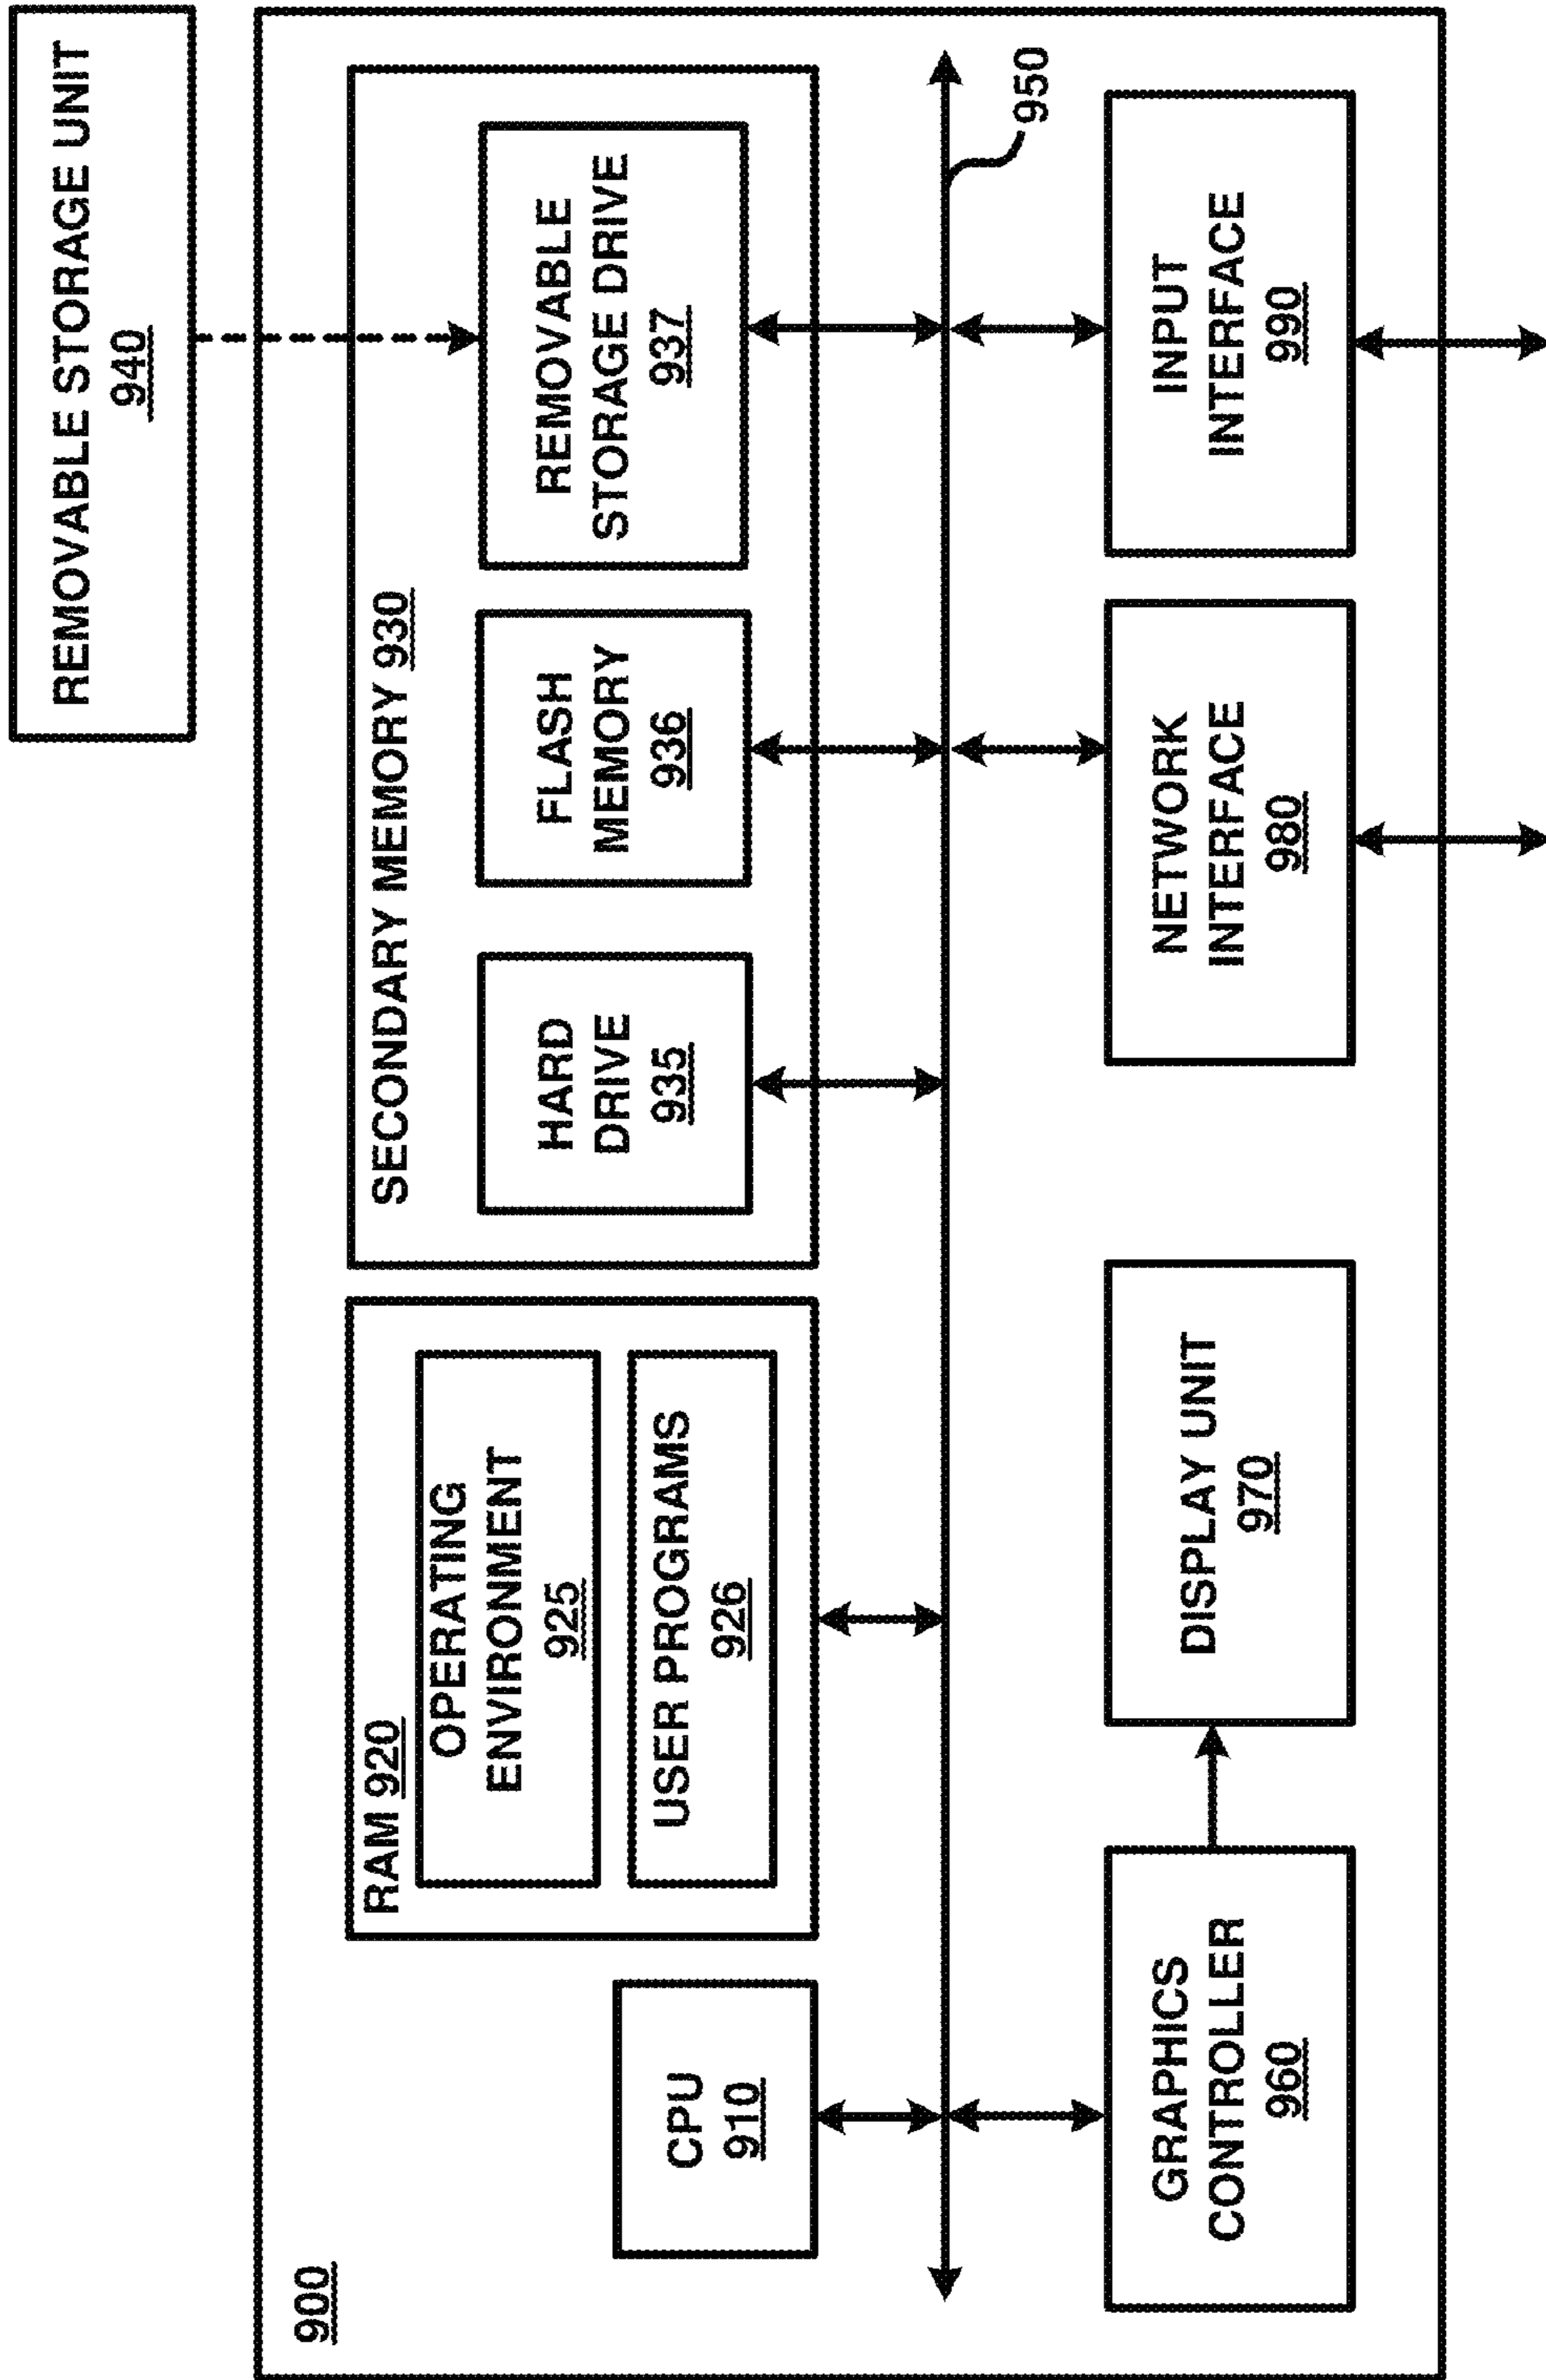 900
REMOVABLE STORAGE UNIT
940
CPU
910
RAM 920
OPERATING
ENVIRONMENT
925
USER PROGRAMS
926
SECONDARY MEMORY 930
HARD
DRIVE
935
FLASH
MEMORY
936
REMOVABLE
STORAGE DRIVE
937
950
GRAPHICS
CONTROLLER
960
DISPLAY UNIT
970
NETWORK
INTERFACE
980
INPUT
INTERFACE
990